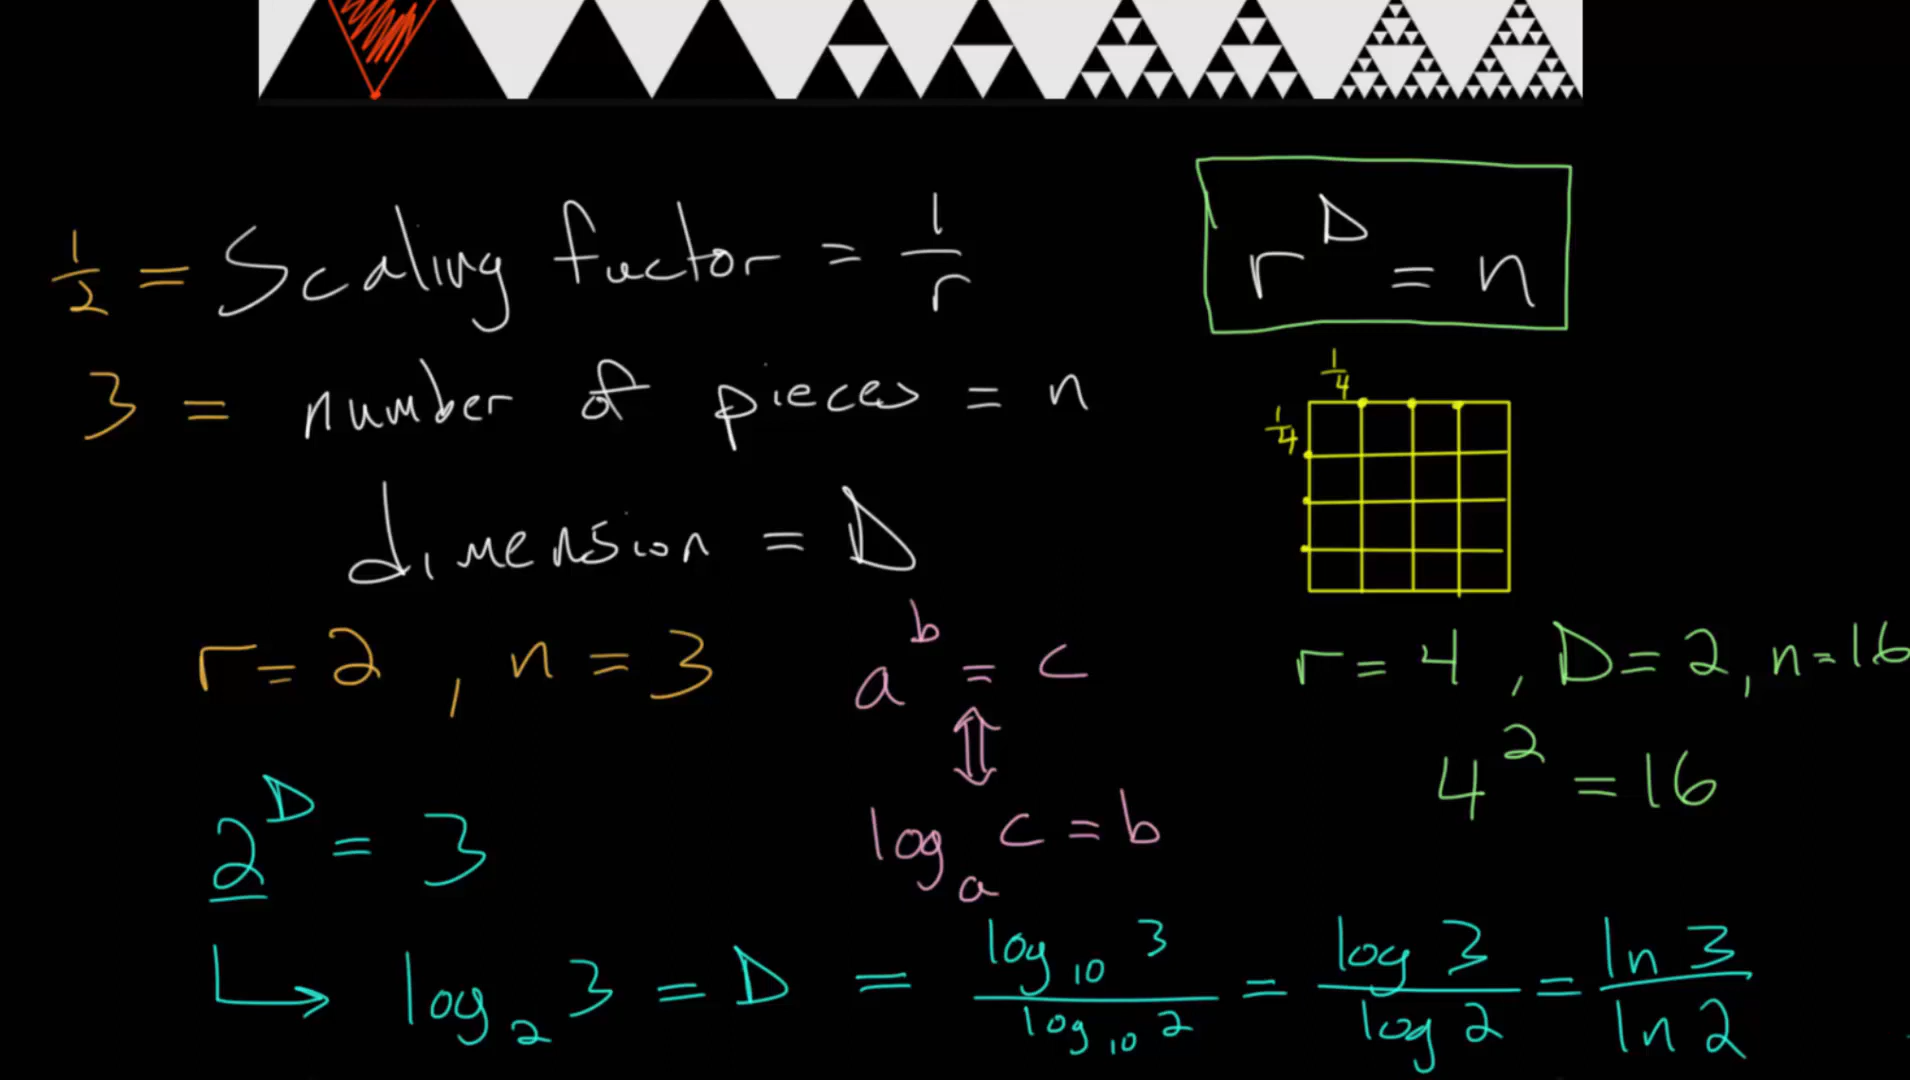 1/2 = Scaling factor = 1/r
r^D = n
3 = number of pieces = n
1/4
1/4
dimension = D
r = 2 , n = 3
a^b = c
⇕
log_a c = b
r = 4 , D = 2, n = 16
4^2 = 16
2^D = 3
↳ log_2 3 = D = log_10 3 / log_10 2 = log 3 / log 2 = ln 3 / ln 2